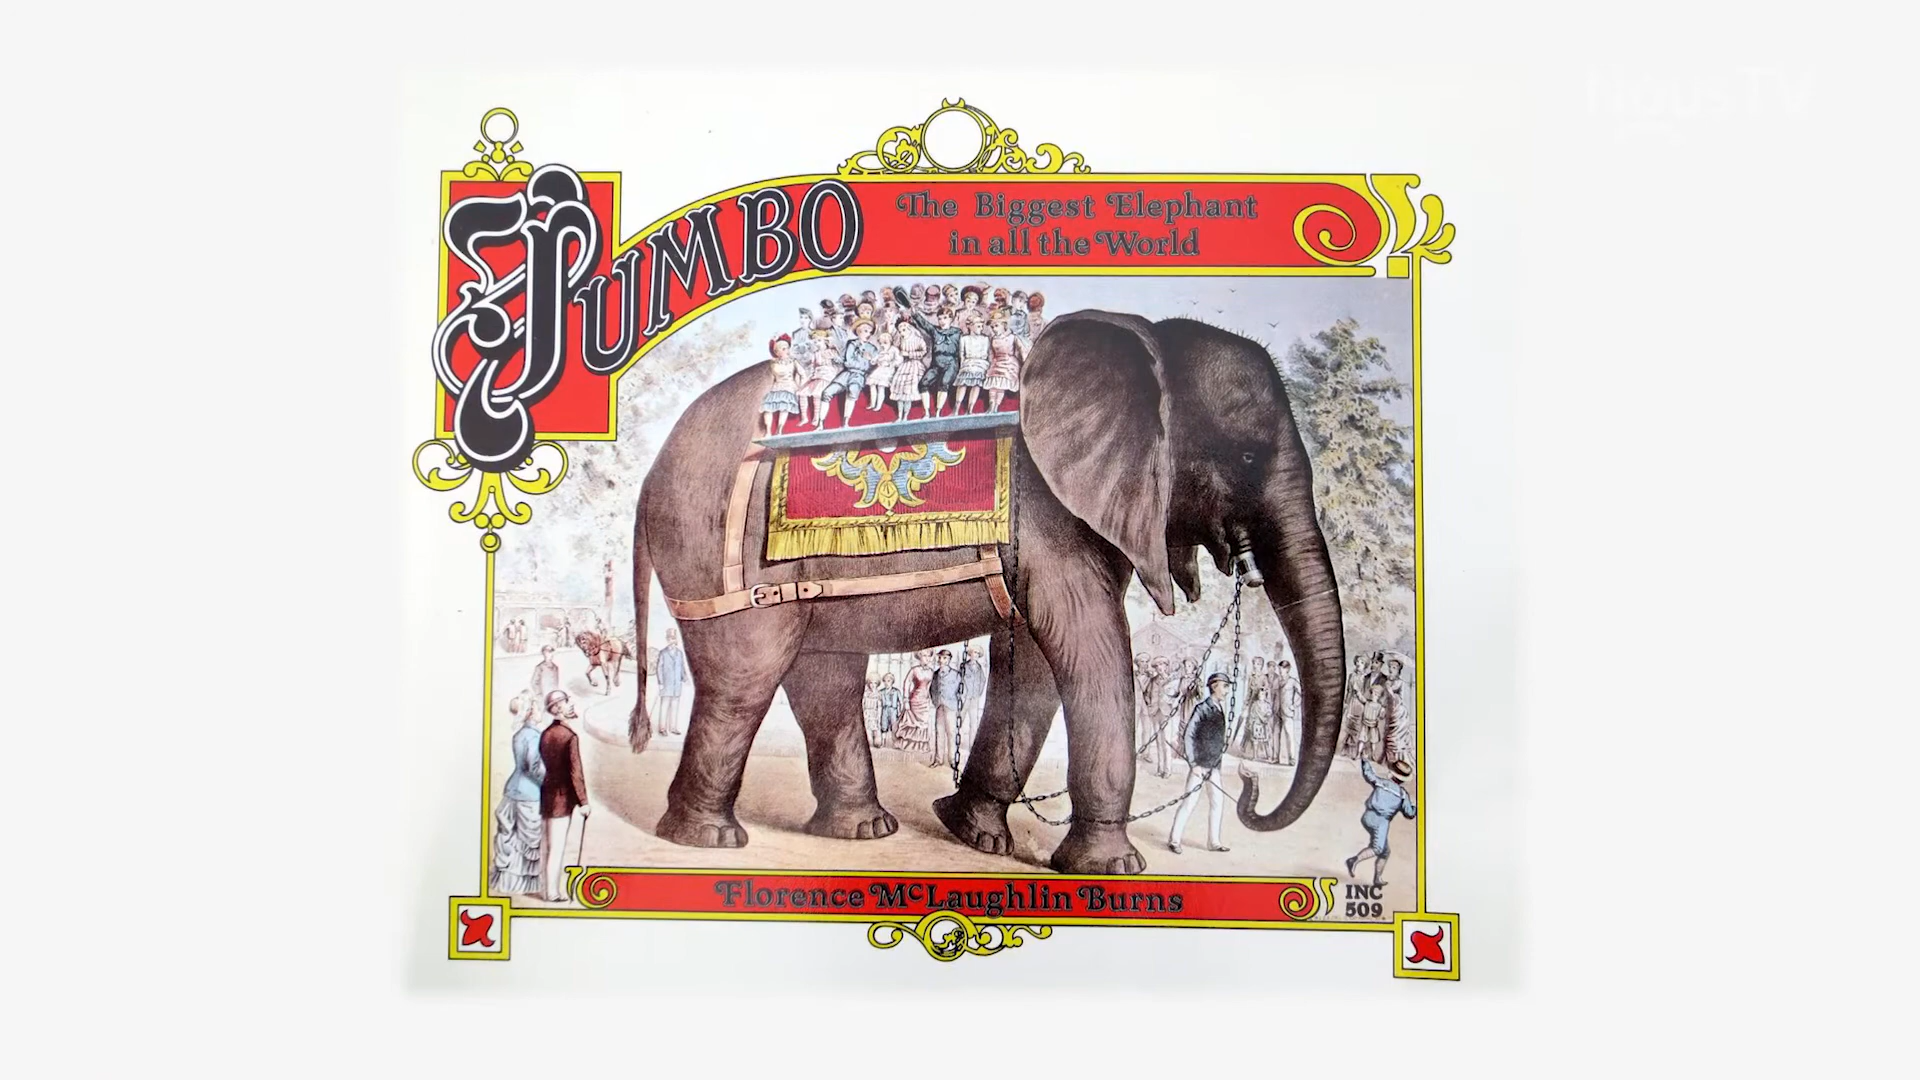 JUMBO
The Biggest Elephant
in all the World
Florence McLaughlin Burns
INC
509